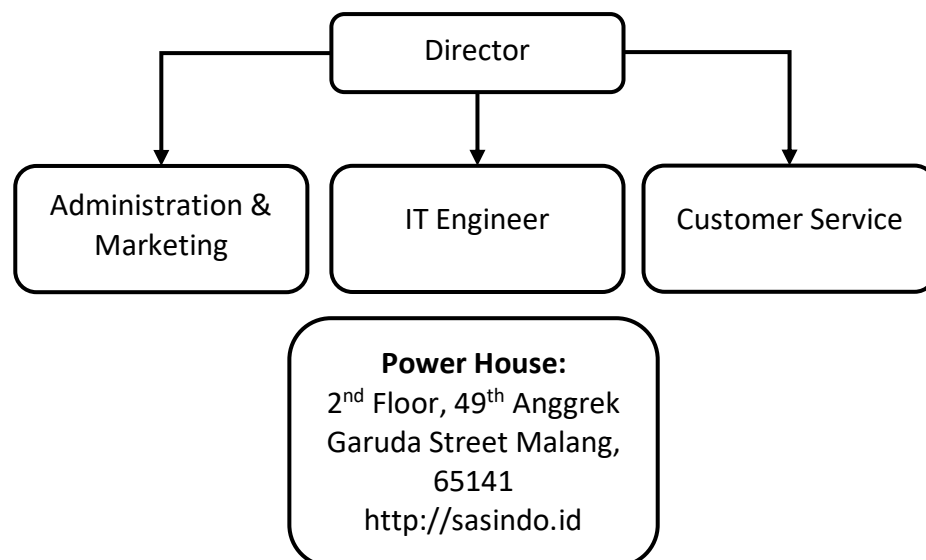 Director
Administration &
Marketing
IT Engineer
Customer Service
Power House:
2nd Floor, 49th Anggrek
Garuda Street Malang,
65141
http://sasindo.id